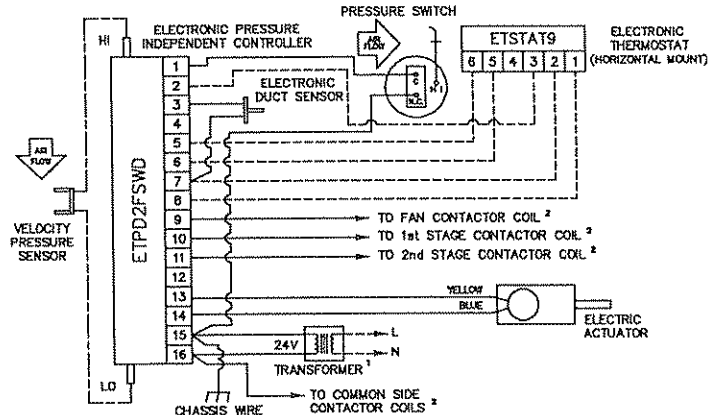 PRESSURE SWITCH
ELECTRONIC PRESSURE
INDEPENDENT CONTROLLER
AIR
FLOW
HI
ETSTAT9
6 5 4 3 2 1
ELECTRONIC
THERMOSTAT
(HORIZONTAL MOUNT)
C
N.O.
ELECTRONIC
DUCT SENSOR
AIR
FLOW
VELOCITY
PRESSURE
SENSOR
LO
ETPD2FSWD
1
2
3
4
5
6
7
8
9
10
11
12
13
14
15
16
TO FAN CONTACTOR COIL ²
TO 1st STAGE CONTACTOR COIL ²
TO 2nd STAGE CONTACTOR COIL ²
YELLOW
BLUE
ELECTRIC
ACTUATOR
24V
L
N
TRANSFORMER ¹
CHASSIS WIRE
TO COMMON SIDE
CONTACTOR COILS ²